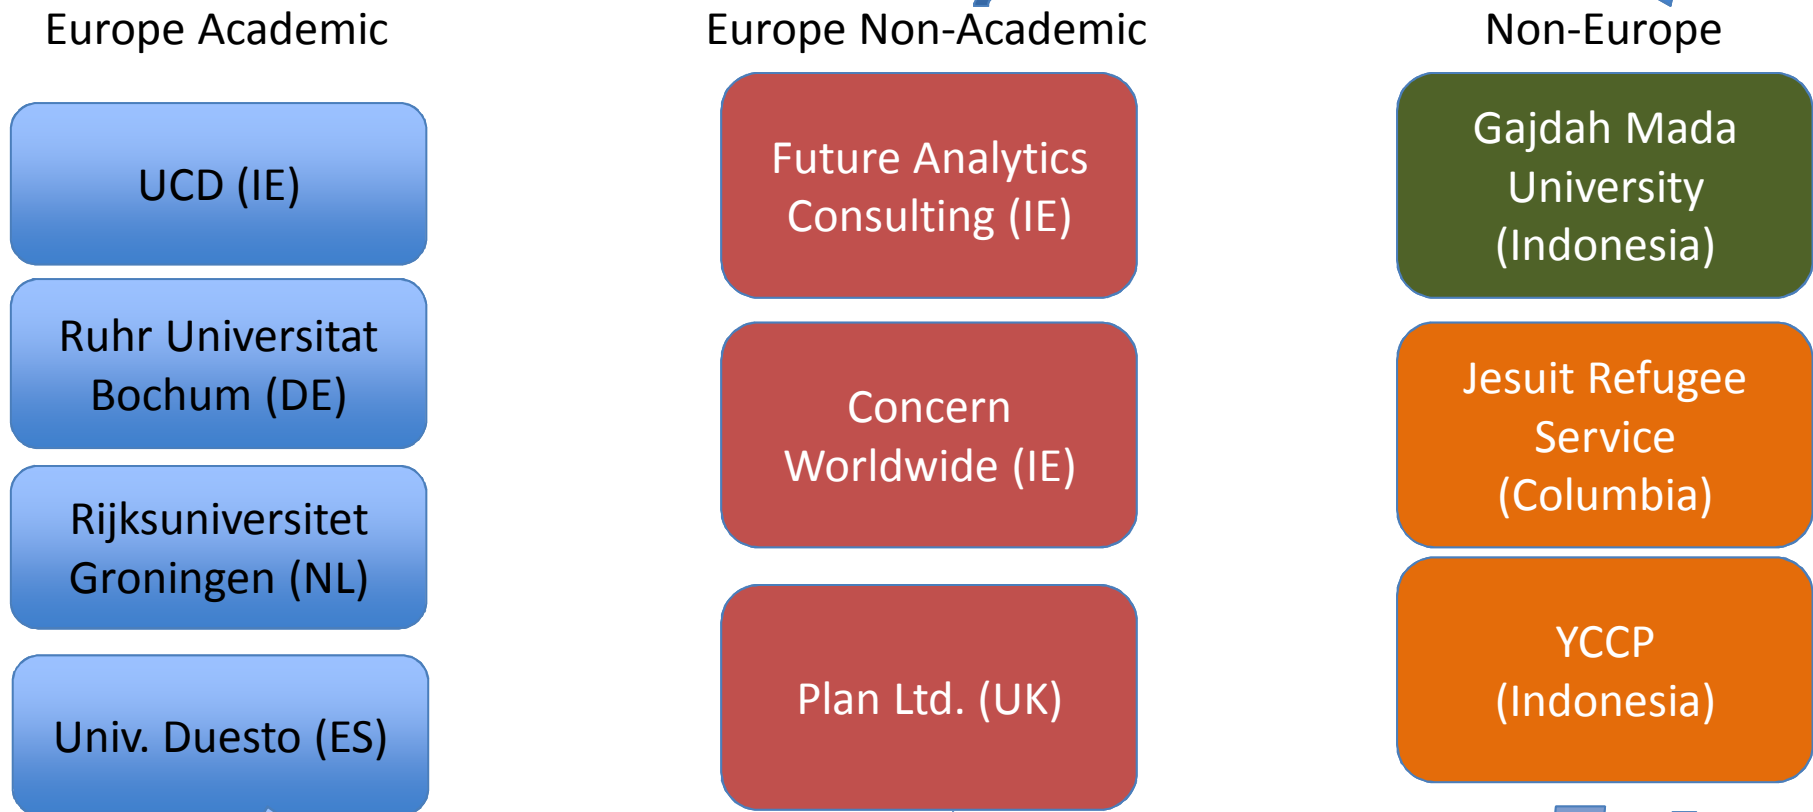 Europe Academic
UCD (IE)
Ruhr Universitat
Bochum (DE)
Rijksuniversitet
Groningen (NL)
Univ. Duesto (ES)
Europe Non-Academic
Future Analytics
Consulting (IE)
Concern
Worldwide (IE)
Plan Ltd. (UK)
Non-Europe
Gajdah Mada
University
(Indonesia)
Jesuit Refugee
Service
(Columbia)
YCCP
(Indonesia)